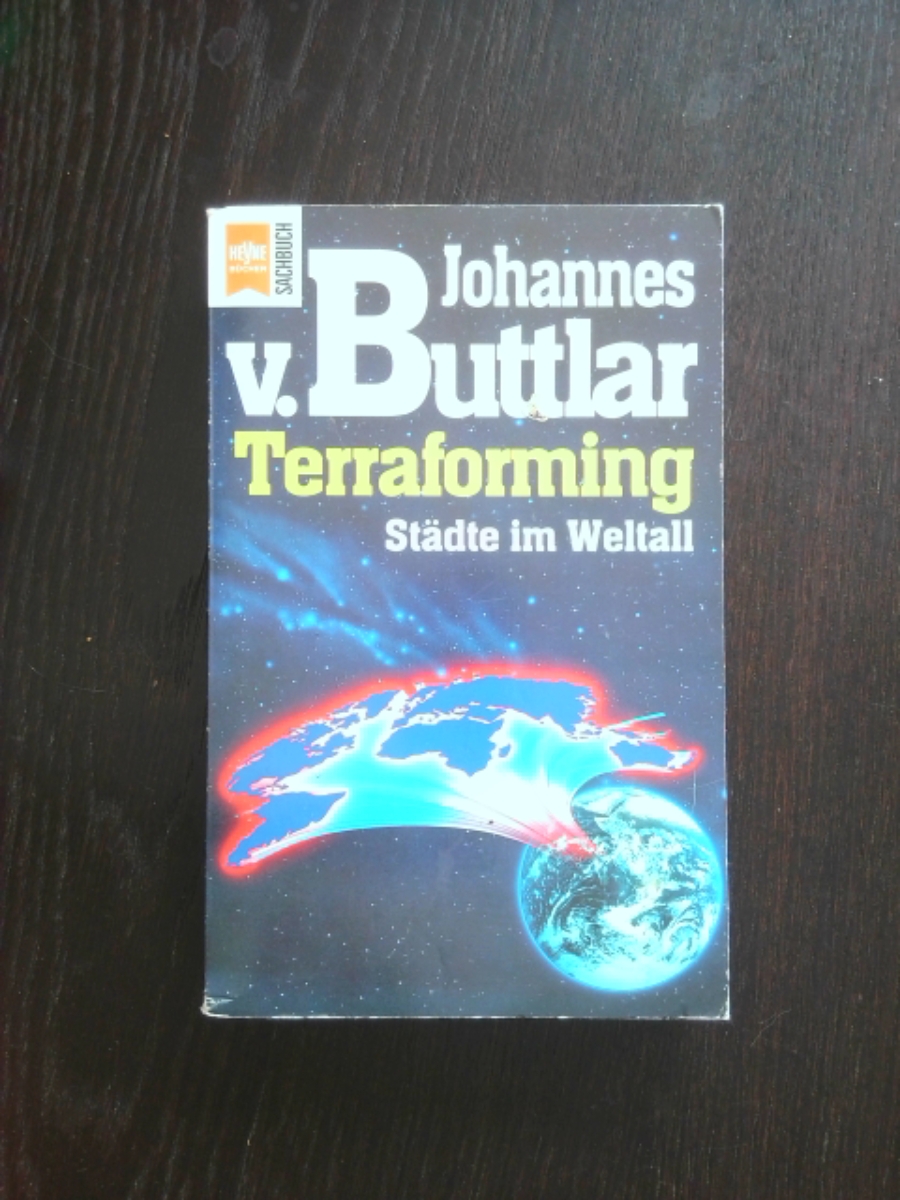 HEYNE
BÜCHER
SACHBUCH
Johannes
v. Buttlar
Terraforming
Städte im Weltall